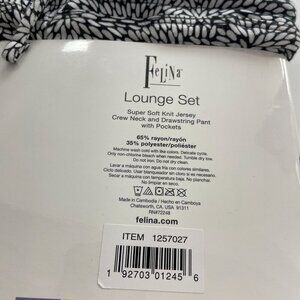 FELINA
Lounge Set
Super Soft Knit Jersey
Crew Neck and Drawstring Pant
with Pockets
65% rayon/rayón
35% polyester/poliéster
Machine wash cold with like colors. Delicate cycle.
Only non-chlorine bleach when needed. Tumble dry low.
Do not iron. Do not dry clean.
Lavar a máquina con agua fría con colores similares.
Ciclo delicado. Usar blanqueador sin cloro si es necesario.
Secar a máquina con temperatura baja. No planchar.
No limpiar en seco.
Made in Cambodia / Hecho en Camboya
Chatsworth, CA. USA 91311
RN#72248
felina.com
ITEM 1257027
1 92703 01245 6